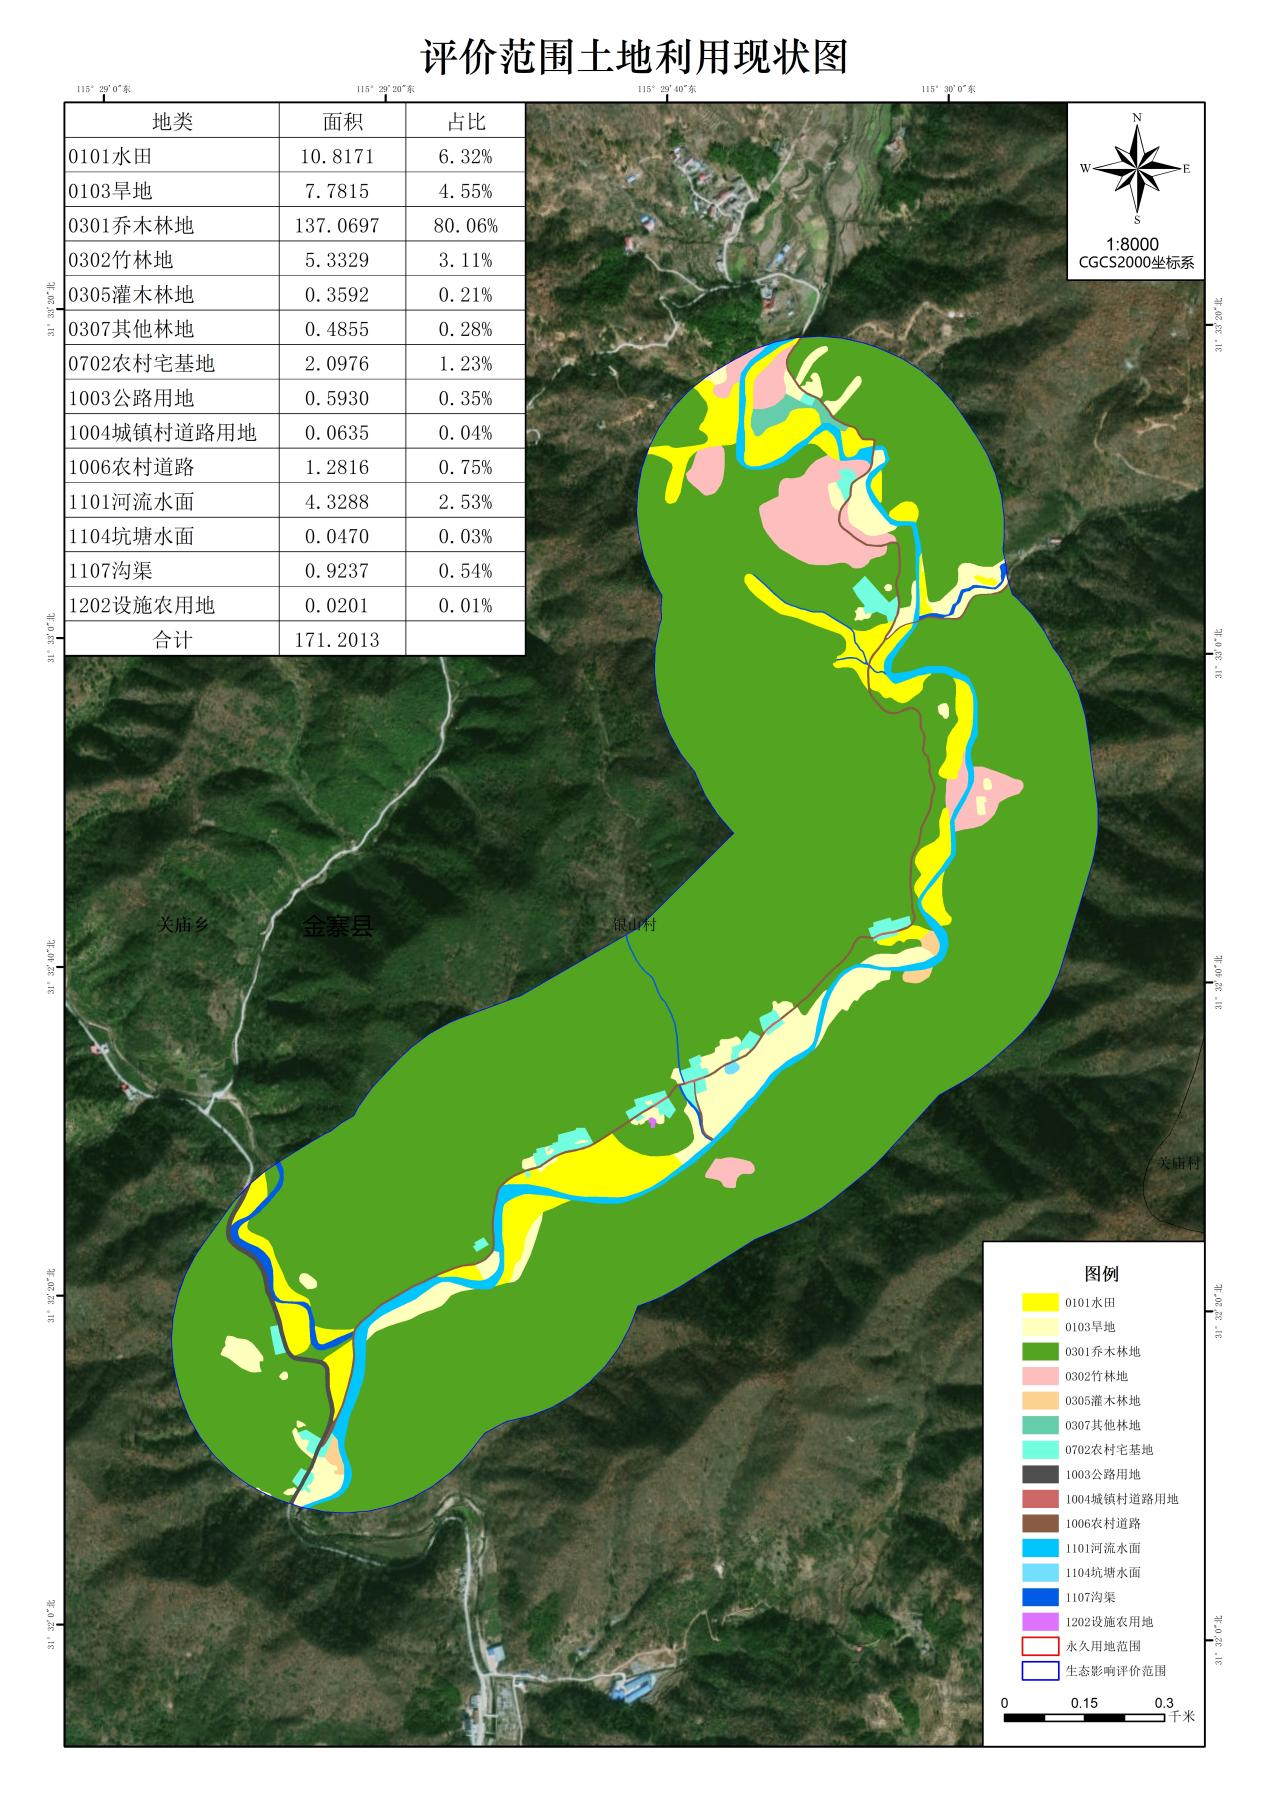 评价范围土地利用现状图
115° 29′0″东 115° 29′20″东 115° 29′40″东 115° 30′0″东
地类 面积 占比
0101水田 10.8171 6.32%
0103旱地 7.7815 4.55%
0301乔木林地 137.0697 80.06%
0302竹林地 5.3329 3.11%
0305灌木林地 0.3592 0.21%
0307其他林地 0.4855 0.28%
0702农村宅基地 2.0976 1.23%
1003公路用地 0.5930 0.35%
1004城镇村道路用地 0.0635 0.04%
1006农村道路 1.2816 0.75%
1101河流水面 4.3288 2.53%
1104坑塘水面 0.0470 0.03%
1107沟渠 0.9237 0.54%
1202设施农用地 0.0201 0.01%
合计 171.2013
N
W E
S
1:8000
CGCS2000坐标系
31° 33′20″北
31° 33′20″北
31° 33′0″北
31° 33′0″北
关庙乡 金寨县 银山村
31° 32′40″北
31° 32′40″北
关庙村
31° 32′20″北
31° 32′20″北
31° 32′0″北
31° 32′0″北
图例
0101水田
0103旱地
0301乔木林地
0302竹林地
0305灌木林地
0307其他林地
0702农村宅基地
1003公路用地
1004城镇村道路用地
1006农村道路
1101河流水面
1104坑塘水面
1107沟渠
1202设施农用地
永久用地范围
生态影响评价范围
0 0.15 0.3
千米